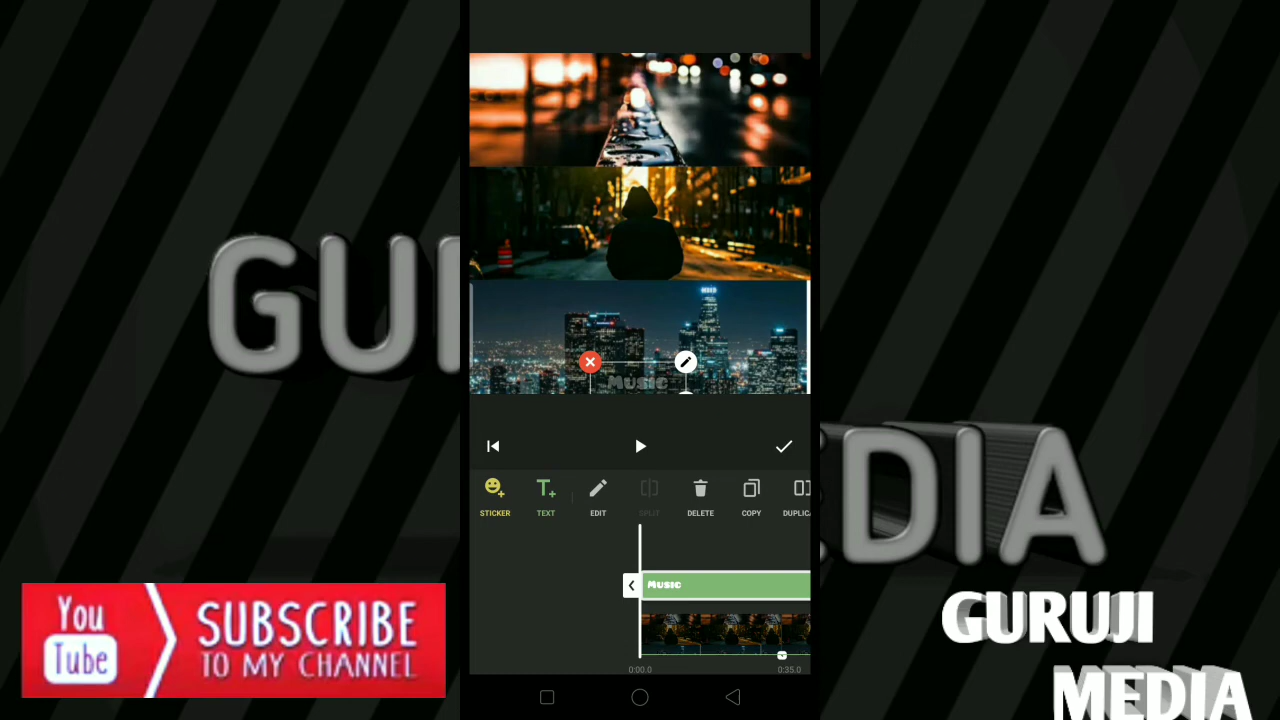 GU
DIA
Music
STICKER
TEXT
EDIT
SPLIT
DELETE
COPY
DUPLICA
Music
0:00.0
0:35.0
You
Tube
SUBSCRIBE
TO MY CHANNEL
GURUJI
MEDIA